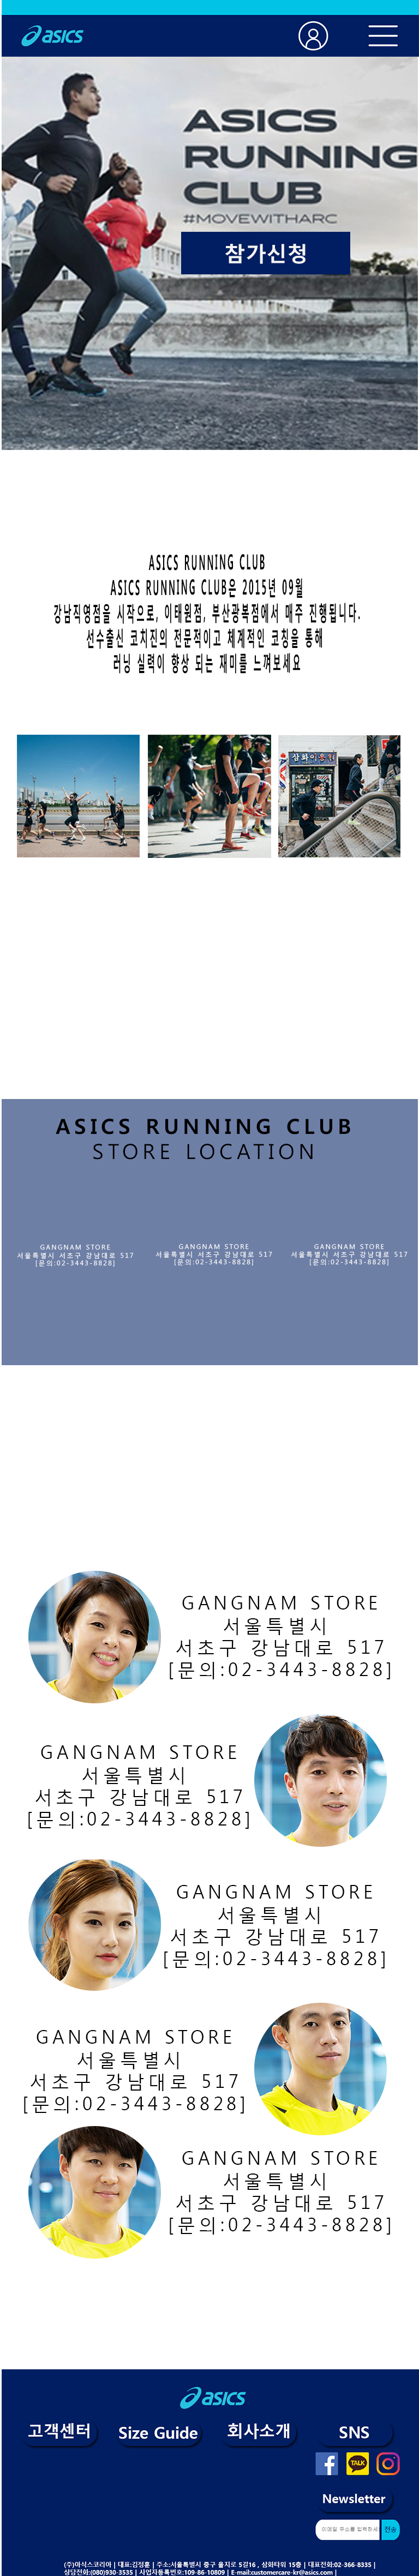 asics
ASICS
RUNNING
CLUB
#MOVEWITHARC
참가신청
ASICS RUNNING CLUB
ASICS RUNNING CLUB은 2015년 09월
강남직영점을 시작으로, 이태원점, 부산광복점에서 매주 진행됩니다.
선수출신 코치진의 전문적이고 체계적인 코칭을 통해
러닝 실력이 향상 되는 재미를 느껴보세요
삼화이용원
ASICS RUNNING CLUB
STORE LOCATION
GANGNAM STORE
서울특별시 서초구 강남대로 517
[문의:02-3443-8828]
GANGNAM STORE
서울특별시 서초구 강남대로 517
[문의:02-3443-8828]
GANGNAM STORE
서울특별시 서초구 강남대로 517
[문의:02-3443-8828]
GANGNAM STORE
서울특별시
서초구 강남대로 517
[문의:02-3443-8828]
GANGNAM STORE
서울특별시
서초구 강남대로 517
[문의:02-3443-8828]
GANGNAM STORE
서울특별시
서초구 강남대로 517
[문의:02-3443-8828]
GANGNAM STORE
서울특별시
서초구 강남대로 517
[문의:02-3443-8828]
GANGNAM STORE
서울특별시
서초구 강남대로 517
[문의:02-3443-8828]
asics
고객센터 Size Guide 회사소개 SNS
TALK
Newsletter
이메일 주소를 입력하세 전송
(주)아식스코리아 | 대표:김정훈 | 주소:서울특별시 중구 을지로 5길16 , 삼화타워 15층 | 대표전화:02-366-8335 |
상담전화:(080)930-3535 | 사업자등록번호:109-86-10809 | E-mail:customercare-kr@asics.com |